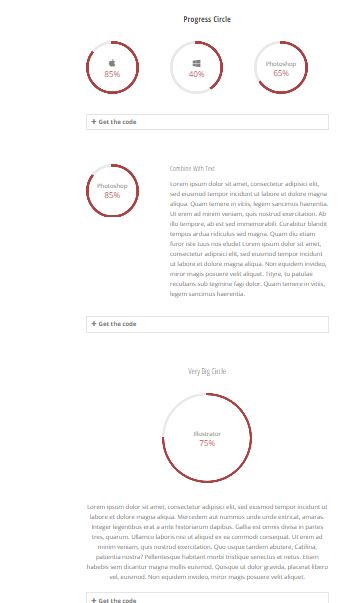 Progress Circle
85%
40%
Photoshop
65%
+ Get the code
Photoshop
85%
Combine With Text
Lorem ipsum dolor sit amet, consectetur adipisici elit,
sed eiusmod tempor incidunt ut labore et dolore magna
aliqua. Quam temere in vitiis, legem sancimus haerentia.
Ut enim ad minim veniam, quis nostrud exercitation. Ab
illo tempore, ab est sed immemorabili. Curabitur blandit
tempus ardua ridiculus sed magna. Quam diu etiam
furor iste tuus nos eludet Lorem ipsum dolor sit amet,
consectetur adipisici elit, sed eiusmod tempor incidunt
ut labore et dolore magna aliqua. Non equidem invideo,
miror magis posuere velit aliquet. Tityre, tu patulae
recubans sub tegmine fagi dolor. Quam temere in vitiis,
legem sancimus haerentia.
+ Get the code
Very Big Circle
Illustrator
75%
Lorem ipsum dolor sit amet, consectetur adipisici elit, sed eiusmod tempor incidunt ut
labore et dolore magna aliqua. Mercedem aut nummos unde unde extricat, amaras.
Integer legentibus erat a ante historiarum dapibus. Gallia est omnis divisa in partes
tres, quarum. Ullamco laboris nisi ut aliquid ex ea commodi consequat. Ut enim ad
minim veniam, quis nostrud exercitation. Quo usque tandem abutere, Catilina,
patientia nostra? Pellentesque habitant morbi tristique senectus et netus. Etiam
habebis sem dicantur magna mollis euismod. Quisque ut dolor gravida, placerat libero
vel, euismod. Non equidem invideo, miror magis posuere velit aliquet.
+ Get the code